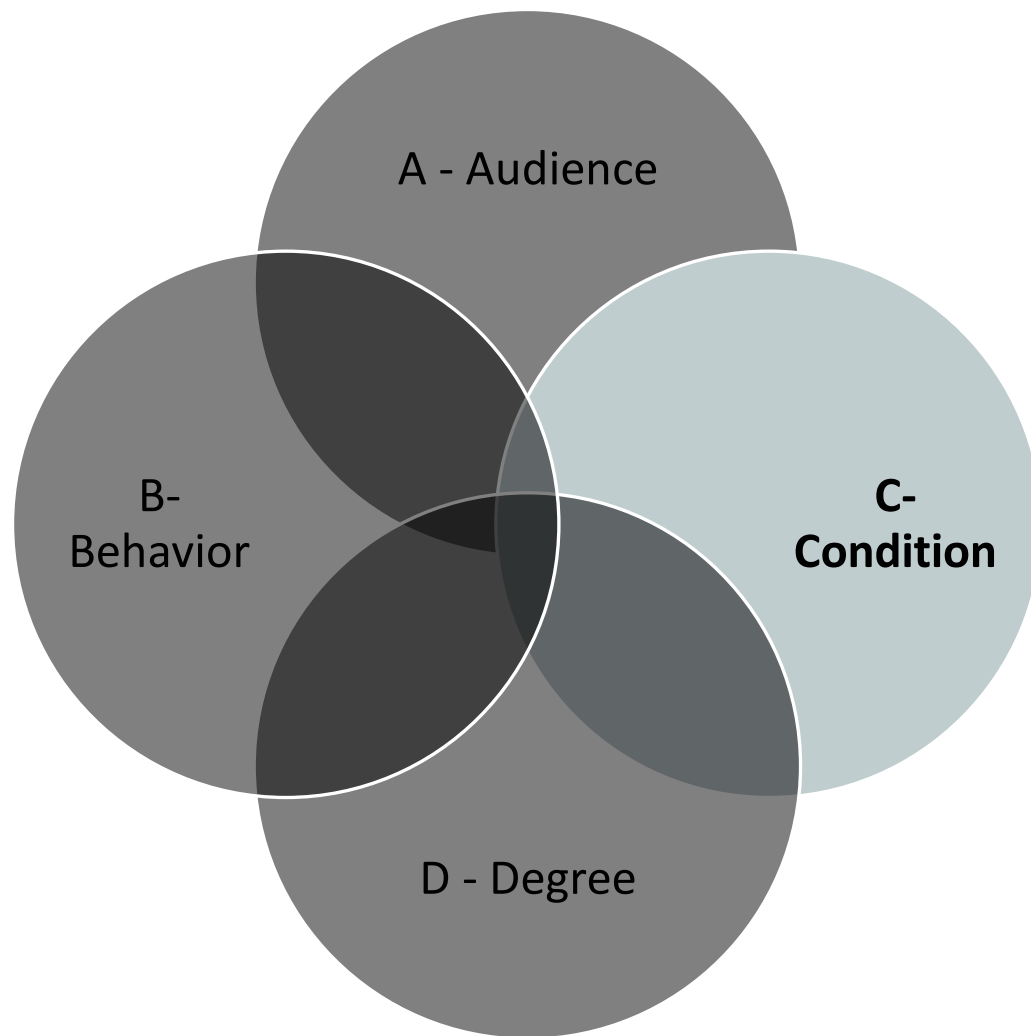 A - Audience
B-
Behavior
C-
Condition
D - Degree